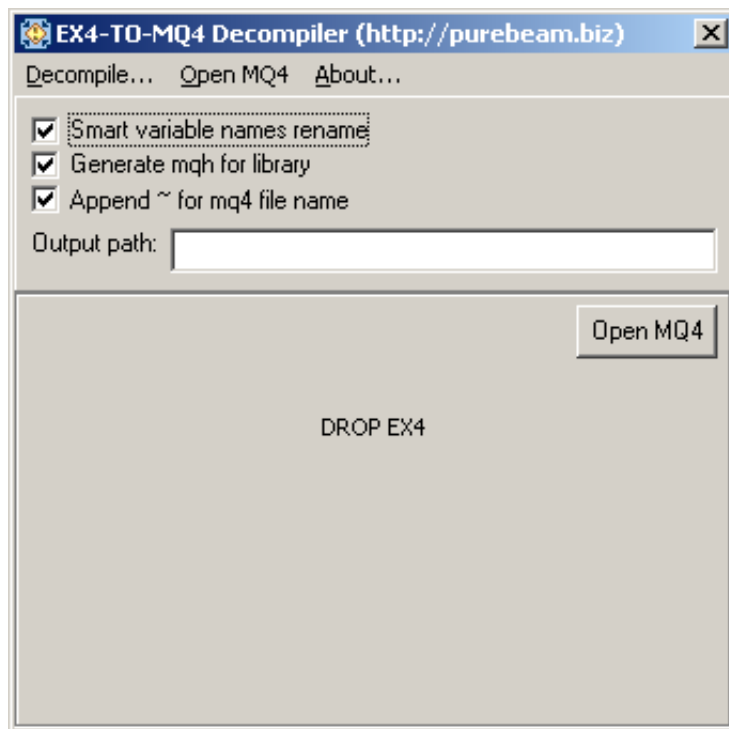 EX4-TO-MQ4 Decompiler (http://purebeam.biz)
Decompile... Open MQ4 About...
Smart variable names rename
Generate mqh for library
Append ~ for mq4 file name
Output path:
Open MQ4
DROP EX4